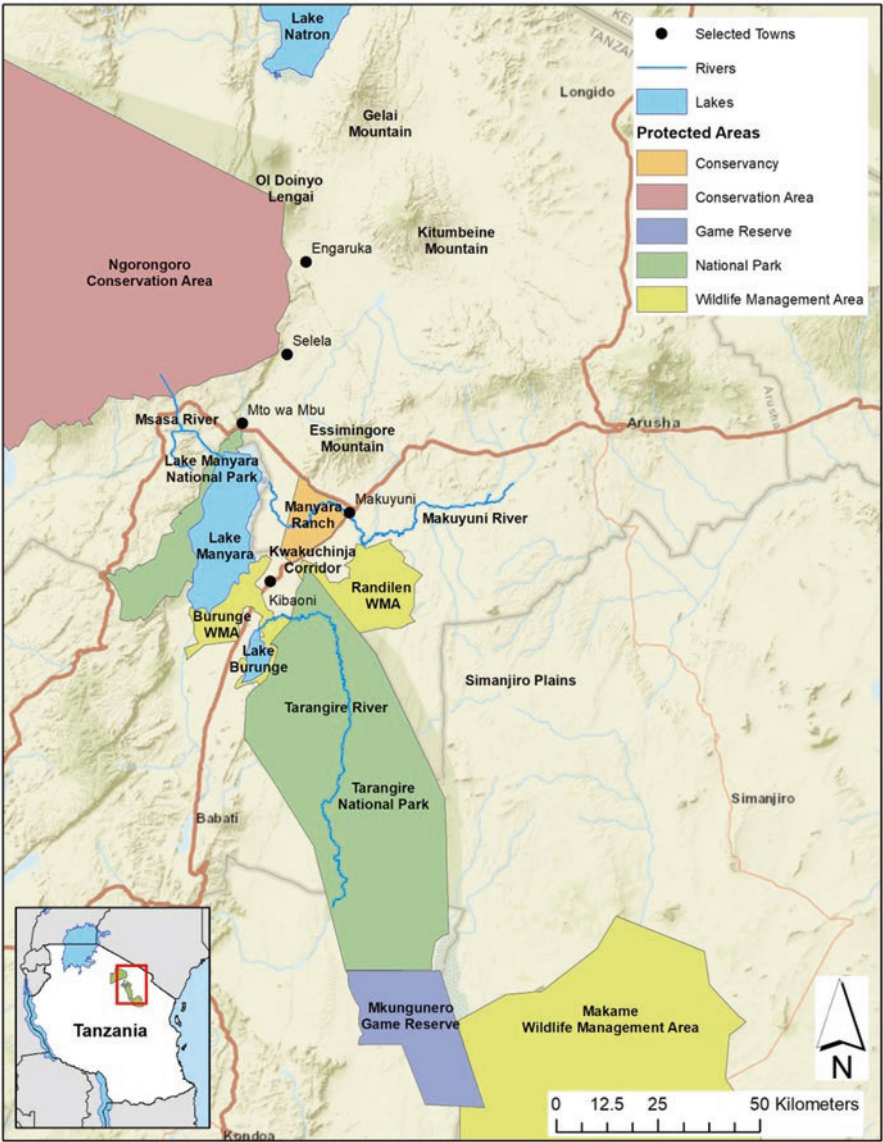 Lake
Natron
KEN
TANZAN
Selected Towns
Rivers
Lakes
Protected Areas
Conservancy
Conservation Area
Game Reserve
National Park
Wildlife Management Area
Longido
Gelai
Mountain
Ol Doinyo
Lengai
Kitumbeine
Mountain
Engaruka
Ngorongoro
Conservation Area
Selela
Mto wa Mbu
Msasa River
Essimingore
Mountain
Arusha
Arusha
Lake Manyara
National Park
Manyara
Ranch
Makuyuni
Makuyuni River
Lake
Manyara
Kwakuchinja
Corridor
Kibaoni
Randilen
WMA
Burunge
WMA
Lake
Burunge
Simanjiro Plains
Tarangire River
Tarangire
National Park
Simanjiro
Babati
Mkungunero
Game Reserve
Makame
Wildlife Management Area
Tanzania
N
0 12.5 25 50 Kilometers
Kondoa